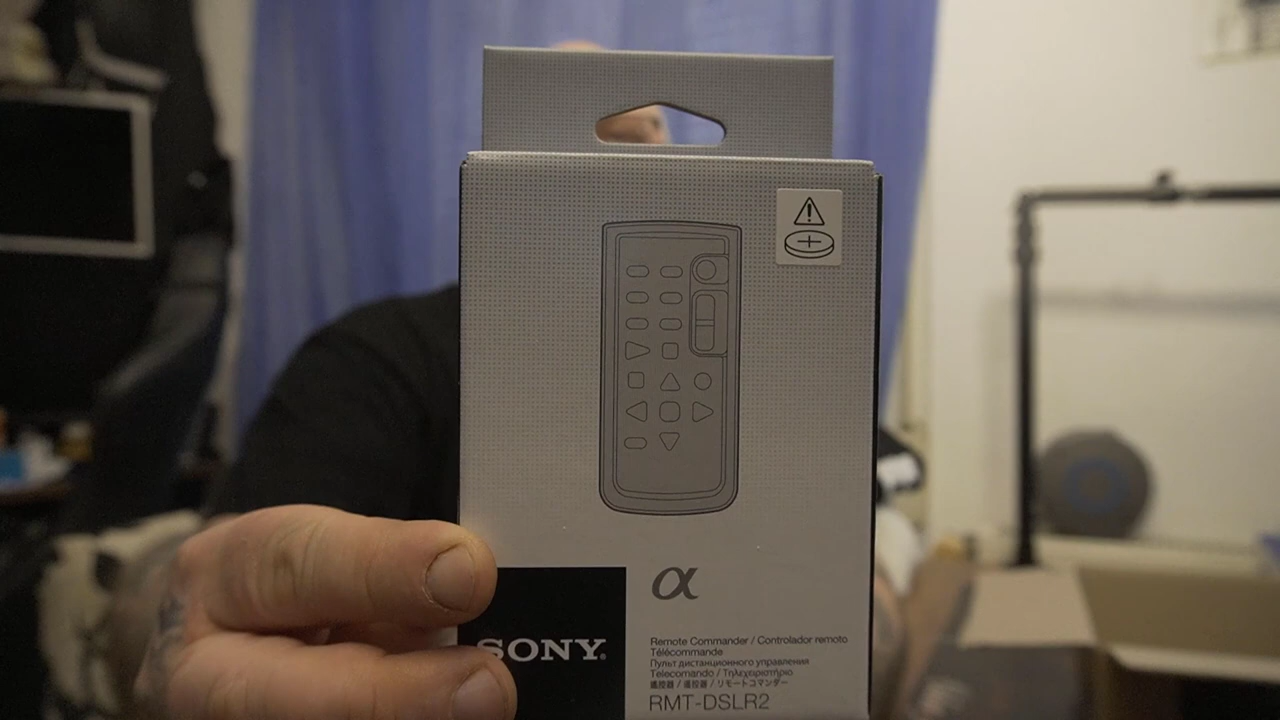 α
SONY
Remote Commander / Controlador remoto
Télécommande
Пульт дистанционного управления
Telecomando / Τηλεχειριστήριο
遙控器 / 遥控器 / リモートコマンダー
RMT-DSLR2